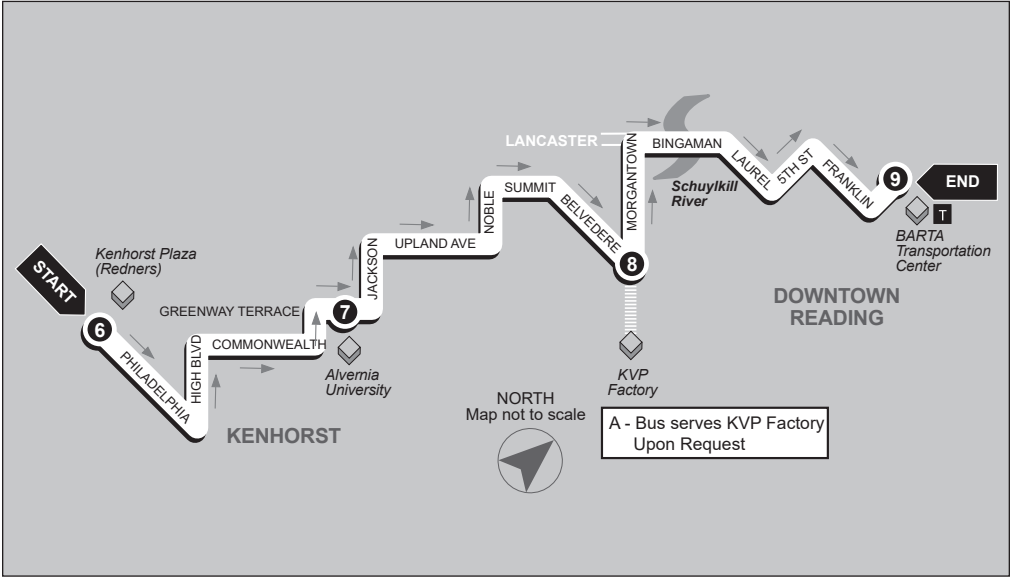 START
Kenhorst Plaza
(Redners)
6
PHILADELPHIA
HIGH BLVD
COMMONWEALTH
GREENWAY TERRACE
7
Alvernia
University
JACKSON
UPLAND AVE
NOBLE
SUMMIT
BELVEDERE
8
KVP
Factory
MORGANTOWN
LANCASTER
BINGAMAN
Schuylkill
River
LAUREL
5TH ST
FRANKLIN
9
END
T
BARTA
Transportation
Center
DOWNTOWN
READING
KENHORST
NORTH
Map not to scale
A - Bus serves KVP Factory
Upon Request